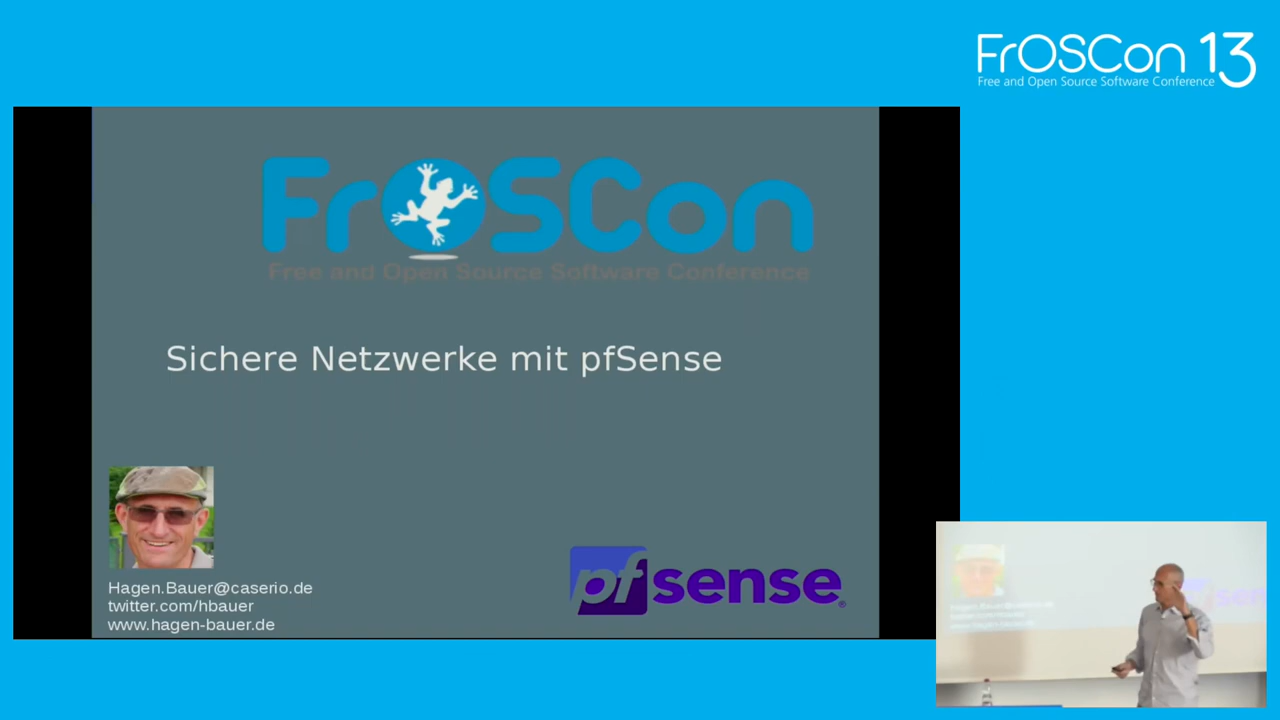 FrOSCon 13
Free and Open Source Software Conference
FrOSCon
Free and Open Source Software Conference
Sichere Netzwerke mit pfSense
Hagen.Bauer@caserio.de
twitter.com/hbauer
www.hagen-bauer.de
pfsense®